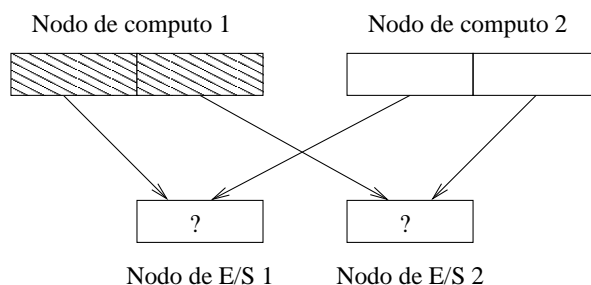 Nodo de computo 1
Nodo de computo 2
?
?
Nodo de E/S 1
Nodo de E/S 2